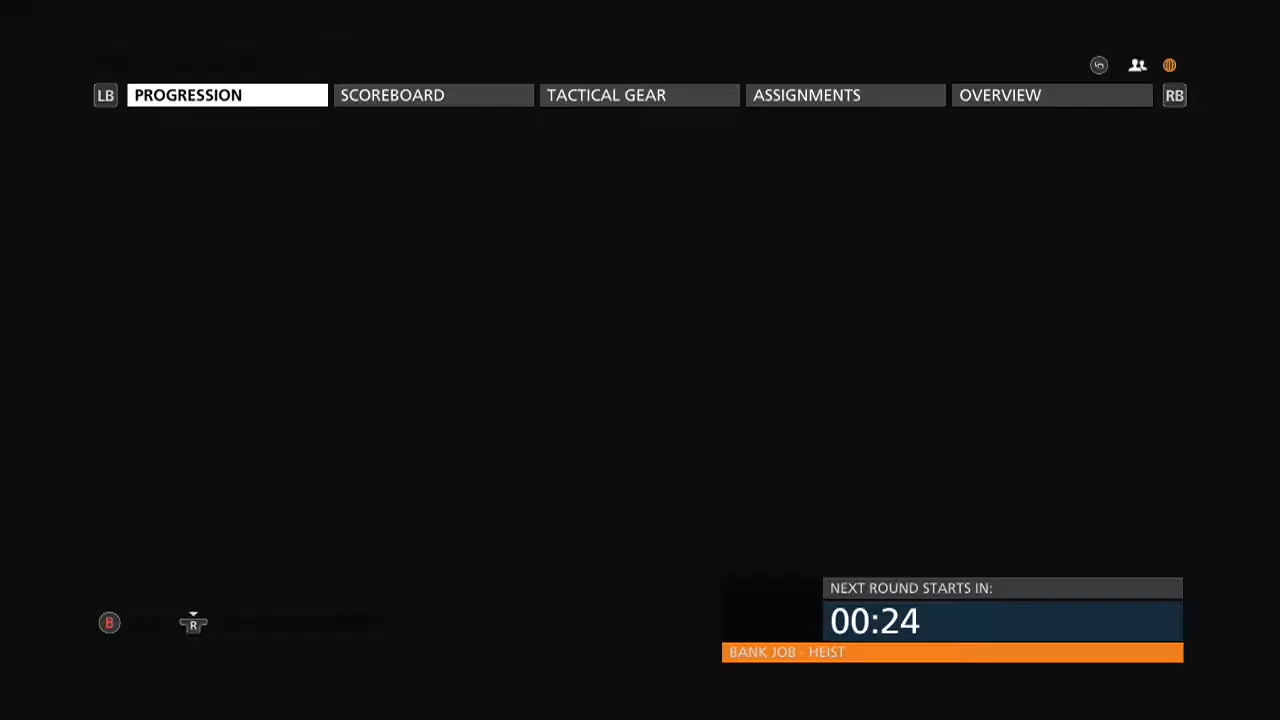 LB PROGRESSION SCOREBOARD TACTICAL GEAR ASSIGNMENTS OVERVIEW RB
NEXT ROUND STARTS IN:
00:24
B R
BANK JOB - HEIST